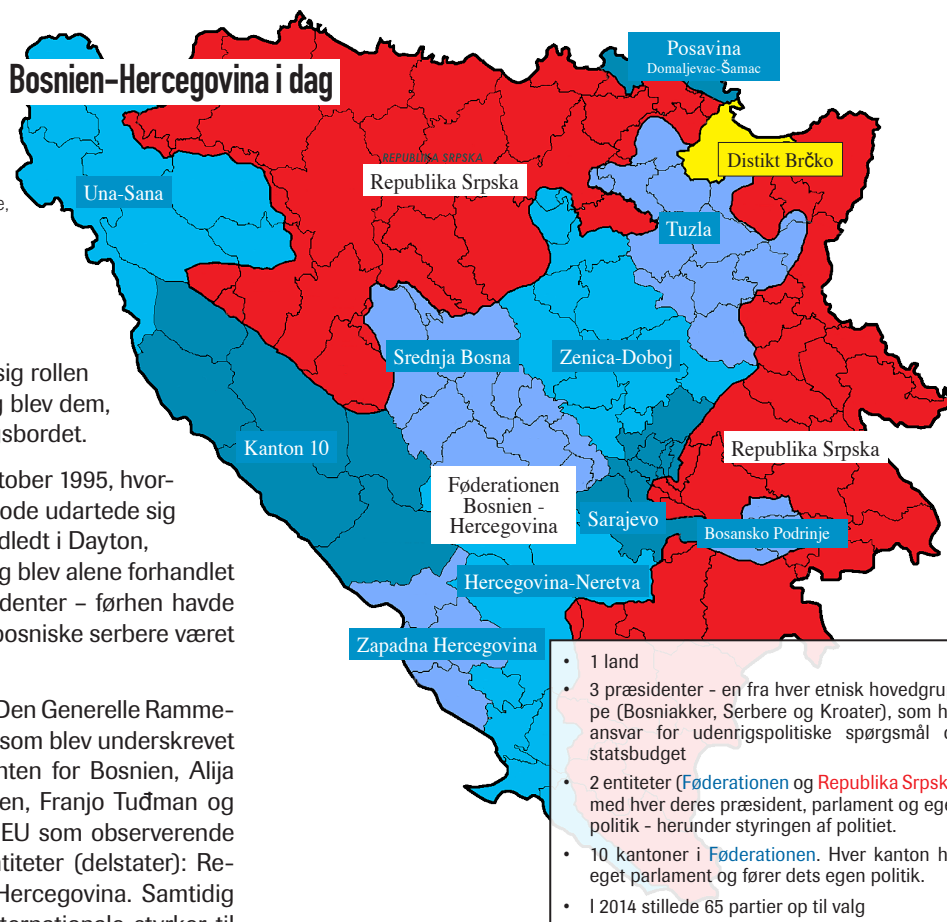 Bosnien-Hercegovina i dag
Posavina
Domaljevac-Šamac
REPUBLIKA SRPSKA
Republika Srpska
Distikt Brčko
Una-Sana
Tuzla
Srednja Bosna
Zenica-Doboj
Kanton 10
Republika Srpska
Føderationen
Bosnien -
Hercegovina
Sarajevo
Bosansko Podrinje
Hercegovina-Neretva
Zapadna Hercegovina
e,
sig rollen
g blev dem,
gsbordet.
tober 1995, hvor-
ode udartede sig
dledt i Dayton,
g blev alene forhandlet
denter – førhen havde
bosniske serbere været
Den Generelle Ramme-
som blev underskrevet
nten for Bosnien, Alija
en, Franjo Tuđman og
EU som observerende
ntiteter (delstater): Re-
Hercegovina. Samtidig
nternationale styrker til
• 1 land
• 3 præsidenter - en fra hver etnisk hovedgru
pe (Bosniakker, Serbere og Kroater), som h
ansvar for udenrigspolitiske spørgsmål o
statsbudget
• 2 entiteter (Føderationen og Republika Srpsk
med hver deres præsident, parlament og ege
politik - herunder styringen af politiet.
• 10 kantoner i Føderationen. Hver kanton h
eget parlament og fører dets egen politik.
• I 2014 stillede 65 partier op til valg